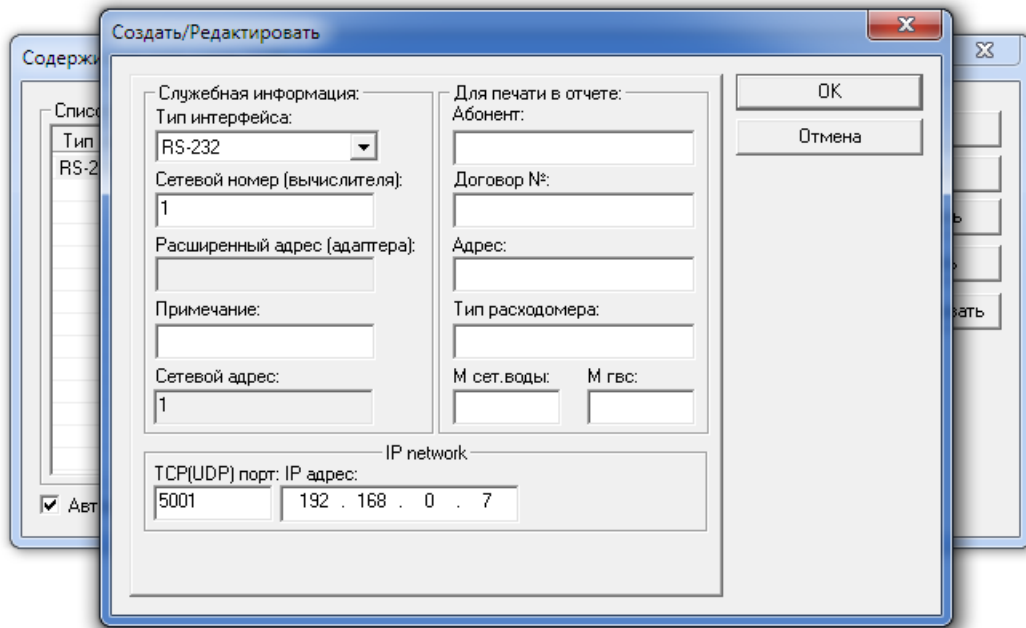 Создать/Редактировать
Служебная информация:
Тип интерфейса:
RS-232
Сетевой номер (вычислителя):
1
Расширенный адрес (адаптера):
Примечание:
Сетевой адрес:
1
Для печати в отчете:
Абонент:
Договор №:
Адрес:
Тип расходомера:
М сет.воды: М гвс:
IP network
TCP(UDP) порт: IP адрес:
5001 192 . 168 . 0 . 7
OK
Отмена
Тип